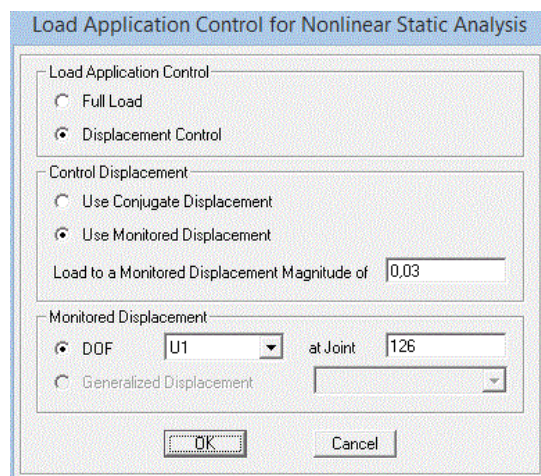 Load Application Control for Nonlinear Static Analysis
Load Application Control
Full Load
Displacement Control
Control Displacement
Use Conjugate Displacement
Use Monitored Displacement
Load to a Monitored Displacement Magnitude of 0,03
Monitored Displacement
DOF U1 at Joint 126
Generalized Displacement
OK Cancel